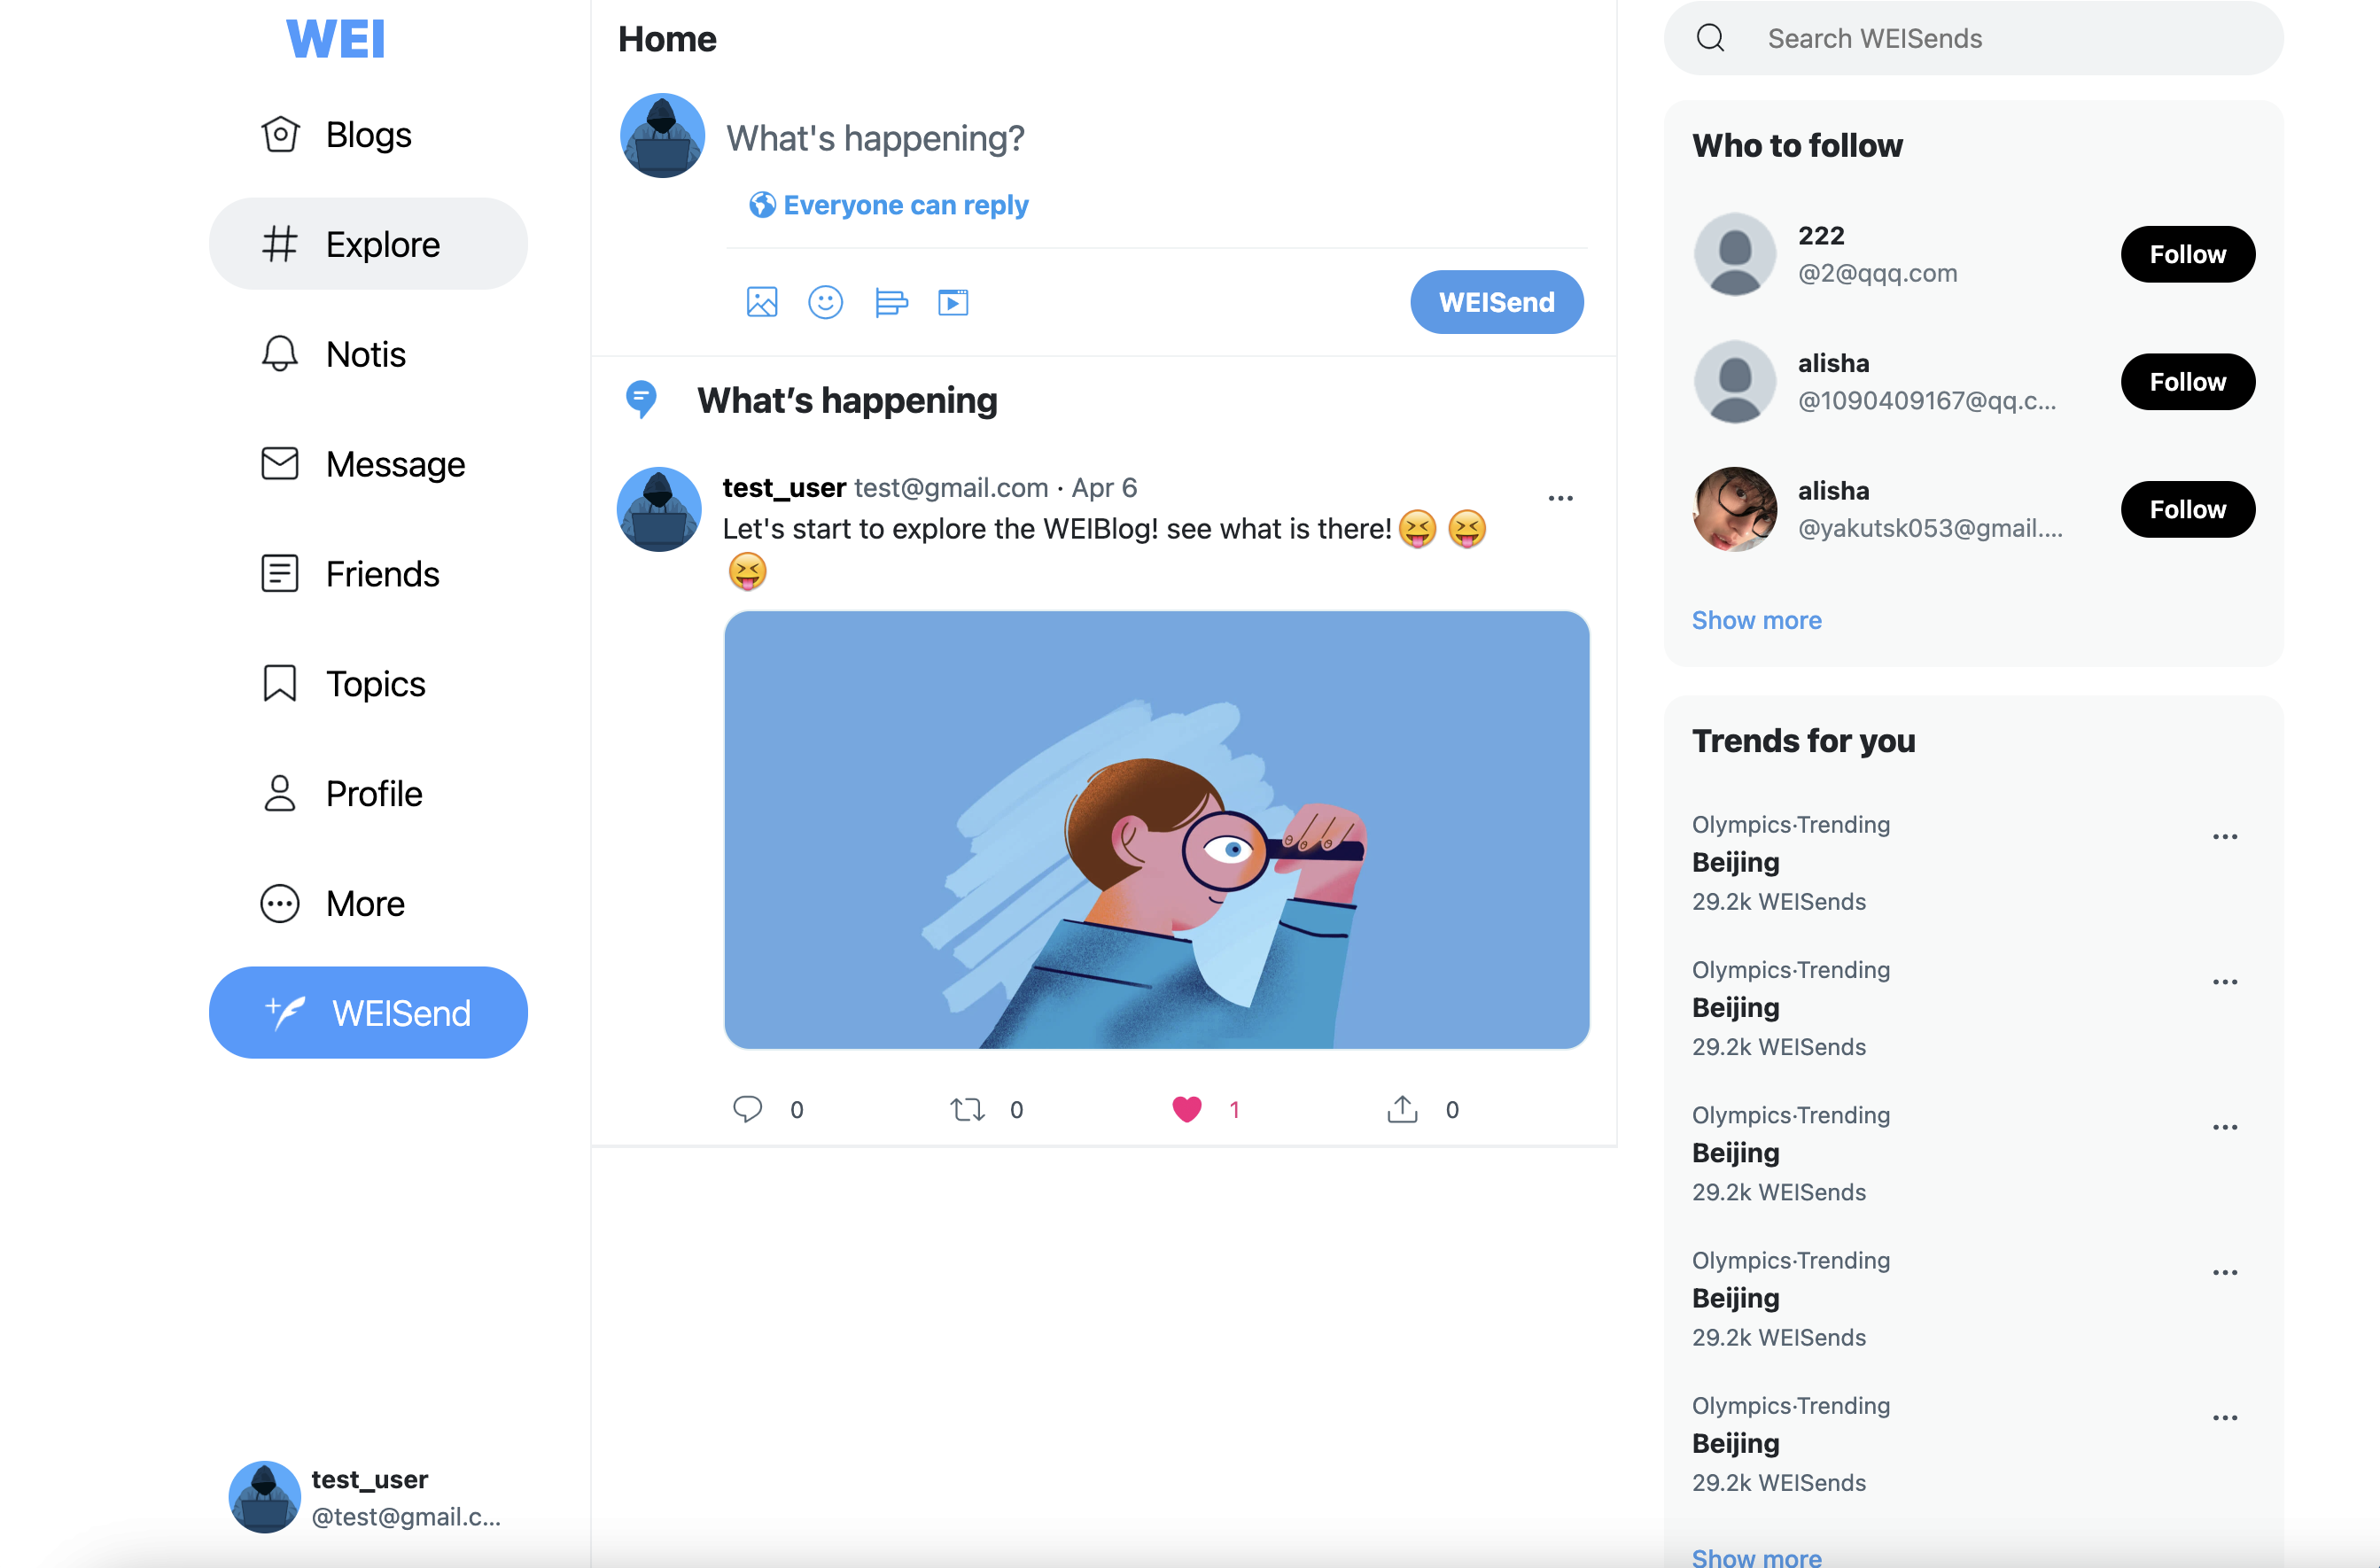 WEI
Blogs
Explore
Notis
Message
Friends
Topics
Profile
More
WEISend
test_user
@test@gmail.c...
Home
What's happening?
Everyone can reply
WEISend
What’s happening
test_user test@gmail.com · Apr 6
Let's start to explore the WEIBlog! see what is there!😝 😝
😝
0
0
1
0
Search WEISends
Who to follow
222
@2@qqq.com
Follow
alisha
@1090409167@qq.c...
Follow
alisha
@yakutsk053@gmail....
Follow
Show more
Trends for you
Olympics·Trending
Beijing
29.2k WEISends
Olympics·Trending
Beijing
29.2k WEISends
Olympics·Trending
Beijing
29.2k WEISends
Olympics·Trending
Beijing
29.2k WEISends
Olympics·Trending
Beijing
29.2k WEISends
Show more